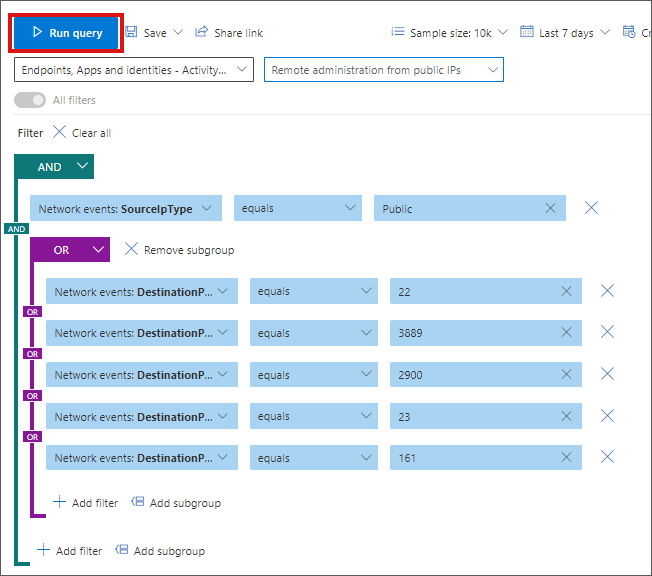 Run query Save Share link Sample size: 10k Last 7 days Cr
Endpoints, Apps and identities - Activity... Remote administration from public IPs
All filters
Filter Clear all
AND
Network events: SourceIpType equals Public
AND
OR Remove subgroup
Network events: DestinationP... equals 22
OR
Network events: DestinationP... equals 3889
OR
Network events: DestinationP... equals 2900
OR
Network events: DestinationP... equals 23
OR
Network events: DestinationP... equals 161
Add filter Add subgroup
Add filter Add subgroup